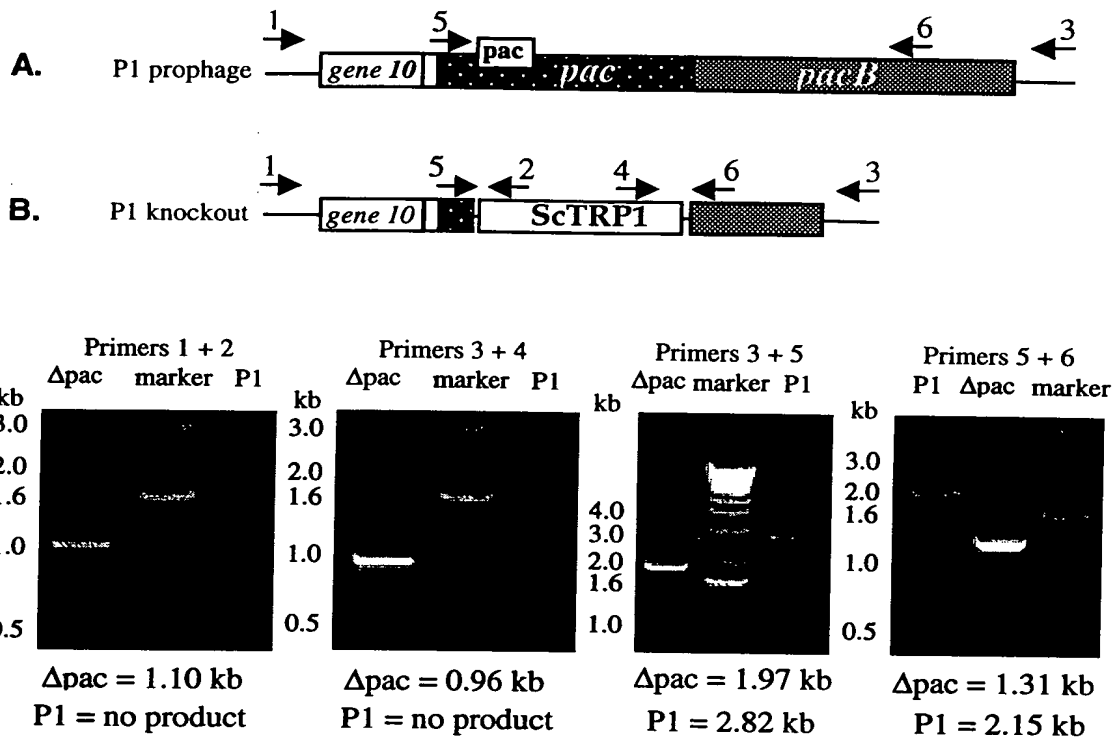 1 5 6 3
A. P1 prophage gene 10 pac pac pacB
1 5 2 4 6 3
B. P1 knockout gene 10 ScTRP1
Primers 1 + 2
Δpac marker P1
kb
3.0
2.0
1.6
1.0
0.5
Δpac = 1.10 kb
P1 = no product
Primers 3 + 4
Δpac marker P1
kb
3.0
2.0
1.6
1.0
0.5
Δpac = 0.96 kb
P1 = no product
Primers 3 + 5
Δpac marker P1
kb
4.0
3.0
2.0
1.6
1.0
Δpac = 1.97 kb
P1 = 2.82 kb
Primers 5 + 6
P1 Δpac marker
kb
3.0
2.0
1.6
1.0
0.5
Δpac = 1.31 kb
P1 = 2.15 kb